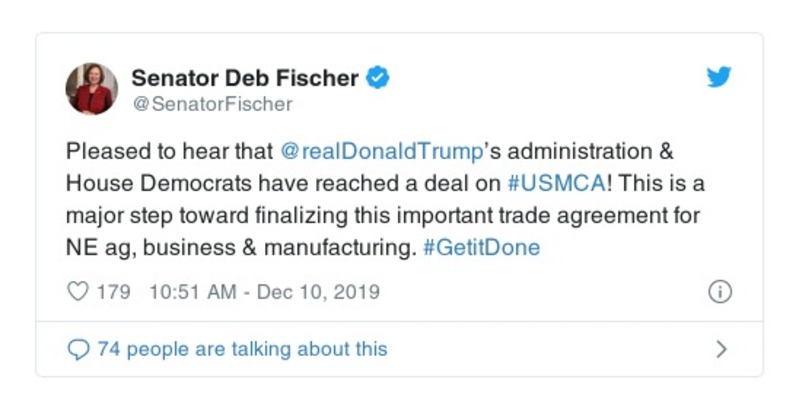 Senator Deb Fischer
@SenatorFischer
Pleased to hear that @realDonaldTrump's administration &
House Democrats have reached a deal on #USMCA! This is a
major step toward finalizing this important trade agreement for
NE ag, business & manufacturing. #GetitDone
179 10:51 AM - Dec 10, 2019
74 people are talking about this